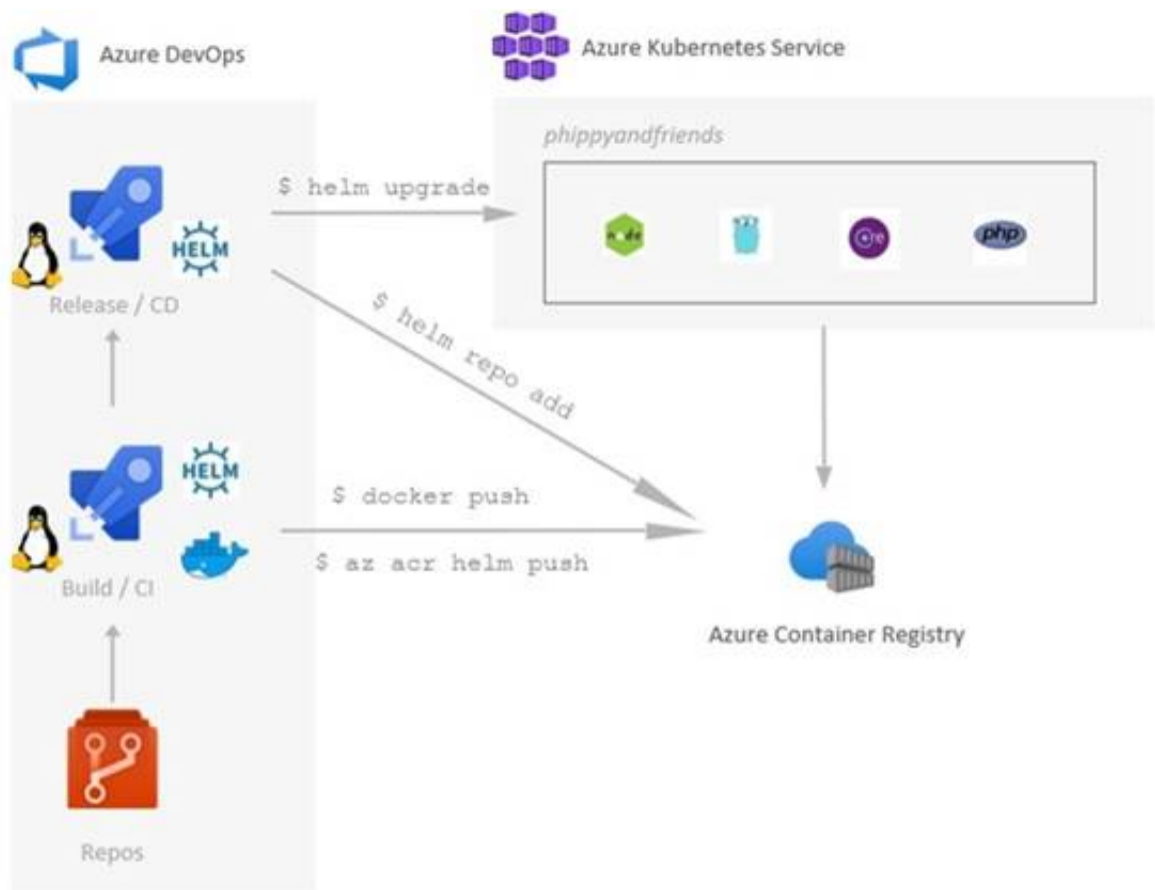 Azure DevOps
Azure Kubernetes Service
phippyandfriends
$ helm upgrade
node
php
HELM
Release / CD
$ helm repo add
HELM
$ docker push
$ az acr helm push
Build / CI
Azure Container Registry
Repos